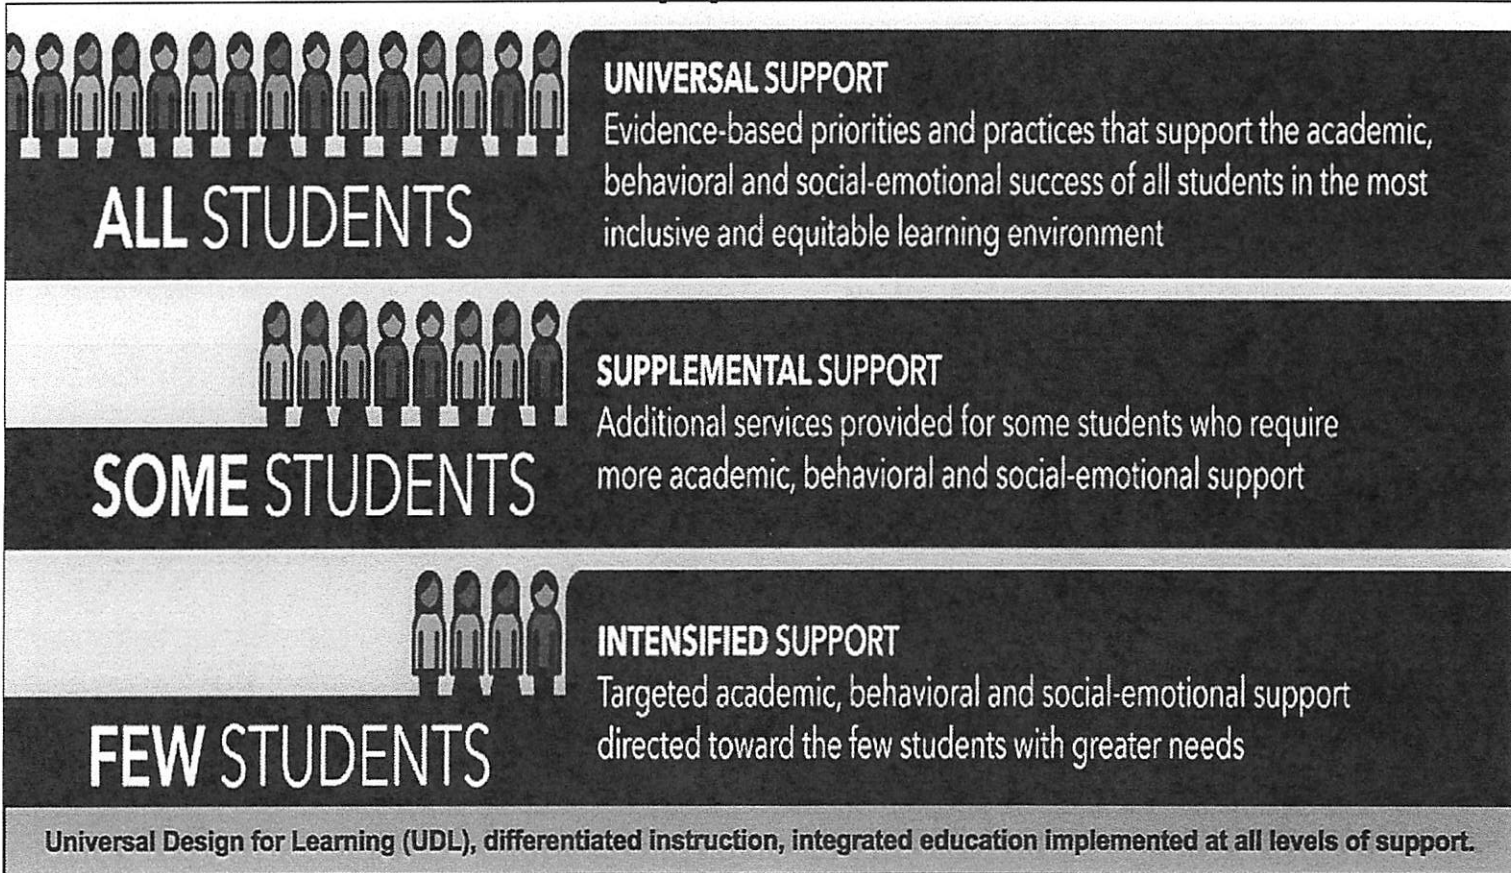 ALL STUDENTS
UNIVERSAL SUPPORT
Evidence-based priorities and practices that support the academic,
behavioral and social-emotional success of all students in the most
inclusive and equitable learning environment
SOME STUDENTS
SUPPLEMENTAL SUPPORT
Additional services provided for some students who require
more academic, behavioral and social-emotional support
FEW STUDENTS
INTENSIFIED SUPPORT
Targeted academic, behavioral and social-emotional support
directed toward the few students with greater needs
Universal Design for Learning (UDL), differentiated instruction, integrated education implemented at all levels of support.